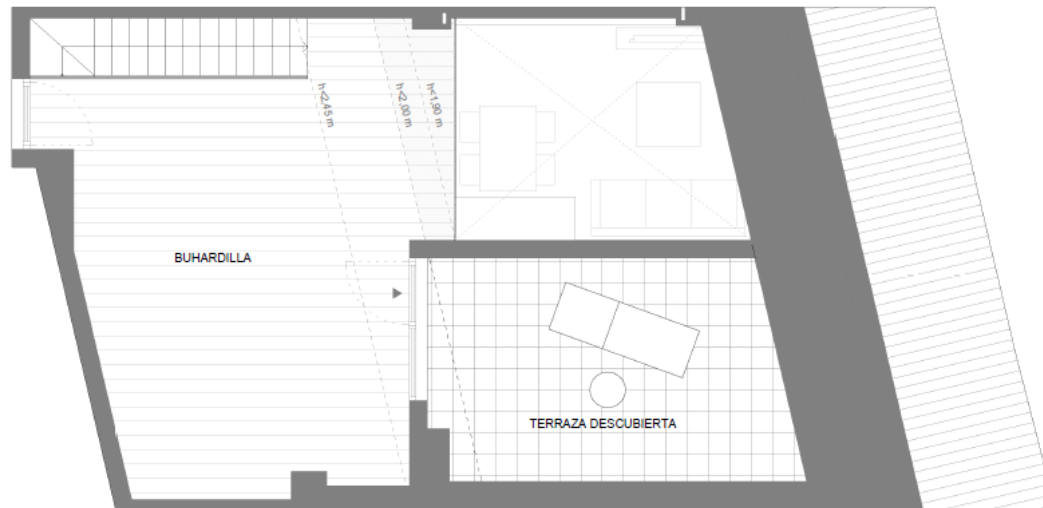 h<2,45 m
h<2,00 m
h<1,90 m
BUHARDILLA
TERRAZA DESCUBIERTA